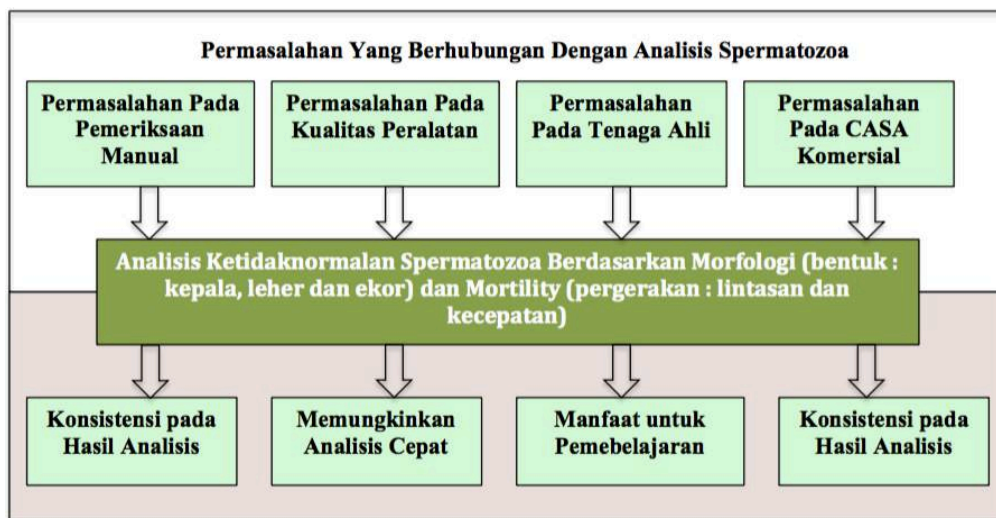 Permasalahan Yang Berhubungan Dengan Analisis Spermatozoa
Permasalahan Pada
Pemeriksaan
Manual
Permasalahan Pada
Kualitas Peralatan
Permasalahan
Pada Tenaga Ahli
Permasalahan
Pada CASA
Komersial
Analisis Ketidaknormalan Spermatozoa Berdasarkan Morfologi (bentuk :
kepala, leher dan ekor) dan Mortility (pergerakan : lintasan dan
kecepatan)
Konsistensi pada
Hasil Analisis
Memungkinkan
Analisis Cepat
Manfaat untuk
Pemebelajaran
Konsistensi pada
Hasil Analisis